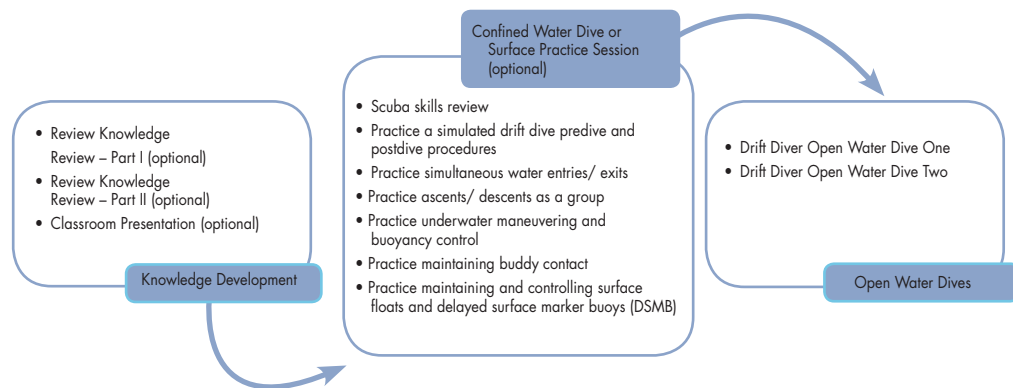 • Review Knowledge
Review – Part I (optional)
• Review Knowledge
Review – Part II (optional)
• Classroom Presentation (optional)
Knowledge Development
Confined Water Dive or
Surface Practice Session
(optional)
• Scuba skills review
• Practice a simulated drift dive predive and
postdive procedures
• Practice simultaneous water entries/ exits
• Practice ascents/ descents as a group
• Practice underwater maneuvering and
buoyancy control
• Practice maintaining buddy contact
• Practice maintaining and controlling surface
floats and delayed surface marker buoys (DSMB)
• Drift Diver Open Water Dive One
• Drift Diver Open Water Dive Two
Open Water Dives